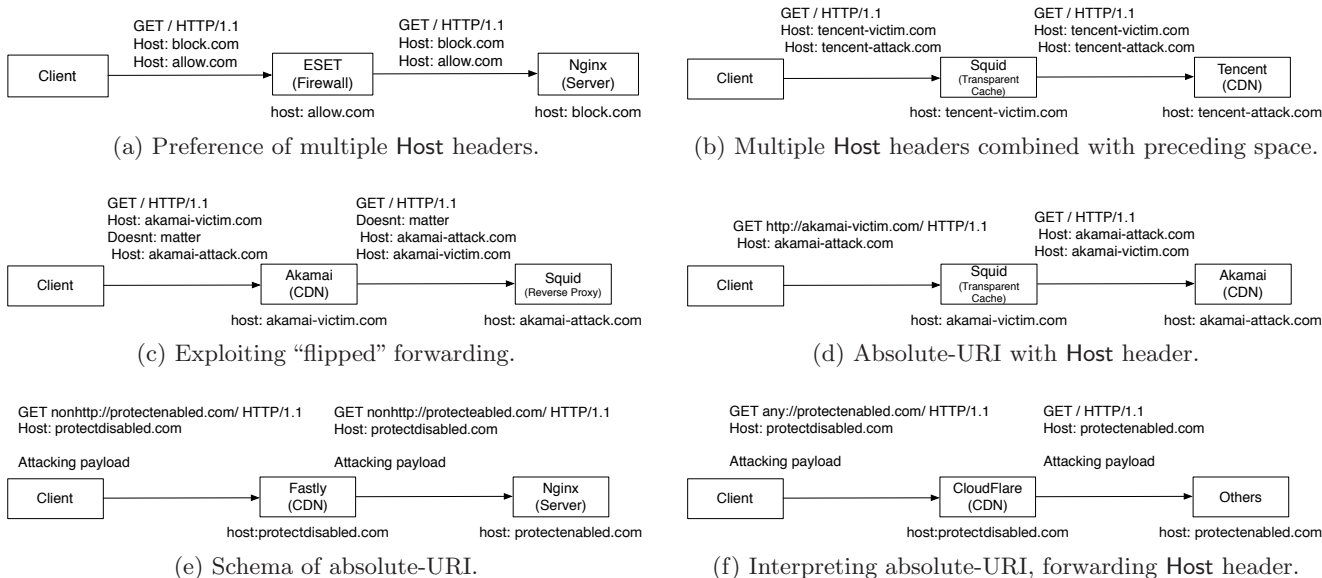 GET / HTTP/1.1
Host: block.com
Host: allow.com
GET / HTTP/1.1
Host: block.com
Host: allow.com
Client
ESET
(Firewall)
Nginx
(Server)
host: allow.com
host: block.com
(a) Preference of multiple Host headers.
GET / HTTP/1.1
Host: tencent-victim.com
Host: tencent-attack.com
GET / HTTP/1.1
Host: tencent-victim.com
Host: tencent-attack.com
Client
Squid
(Transparent
Cache)
Tencent
(CDN)
host: tencent-victim.com
host: tencent-attack.com
(b) Multiple Host headers combined with preceding space.
GET / HTTP/1.1
Host: akamai-victim.com
Doesnt: matter
Host: akamai-attack.com
GET / HTTP/1.1
Doesnt: matter
Host: akamai-attack.com
Host: akamai-victim.com
Client
Akamai
(CDN)
Squid
(Reverse Proxy)
host: akamai-victim.com
host: akamai-attack.com
(c) Exploiting “flipped” forwarding.
GET http://akamai-victim.com/ HTTP/1.1
Host: akamai-attack.com
GET / HTTP/1.1
Host: akamai-attack.com
Host: akamai-victim.com
Client
Squid
(Transparent
Cache)
Akamai
(CDN)
host: akamai-victim.com
host: akamai-attack.com
(d) Absolute-URI with Host header.
GET nonhttp://protectenabled.com/ HTTP/1.1
Host: protectdisabled.com
Attacking payload
GET nonhttp://protecteabled.com/ HTTP/1.1
Host: protectdisabled.com
Attacking payload
Client
Fastly
(CDN)
Nginx
(Server)
host:protectdisabled.com
host: protectenabled.com
(e) Schema of absolute-URI.
GET any://protectenabled.com/ HTTP/1.1
Host: protectdisabled.com
Attacking payload
GET / HTTP/1.1
Host: protectenabled.com
Attacking payload
Client
CloudFlare
(CDN)
Others
host:protectdisabled.com
host: protectenabled.com
(f) Interpreting absolute-URI, forwarding Host header.